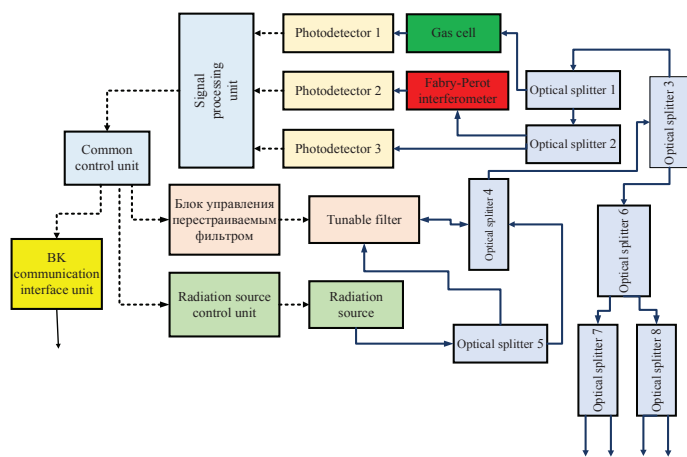 Photodetector 1
Gas cell
Signal processing
unit
Photodetector 2
Fabry-Perot
interferometer
Optical splitter 1
Optical splitter 3
Photodetector 3
Optical splitter 2
Common
control unit
Блок управления
перестраиваемым
фильтром
Tunable filter
Optical splitter 4
Optical splitter 6
BK
communication
interface unit
Radiation source
control unit
Radiation
source
Optical splitter 5
Optical splitter 7
Optical splitter 8